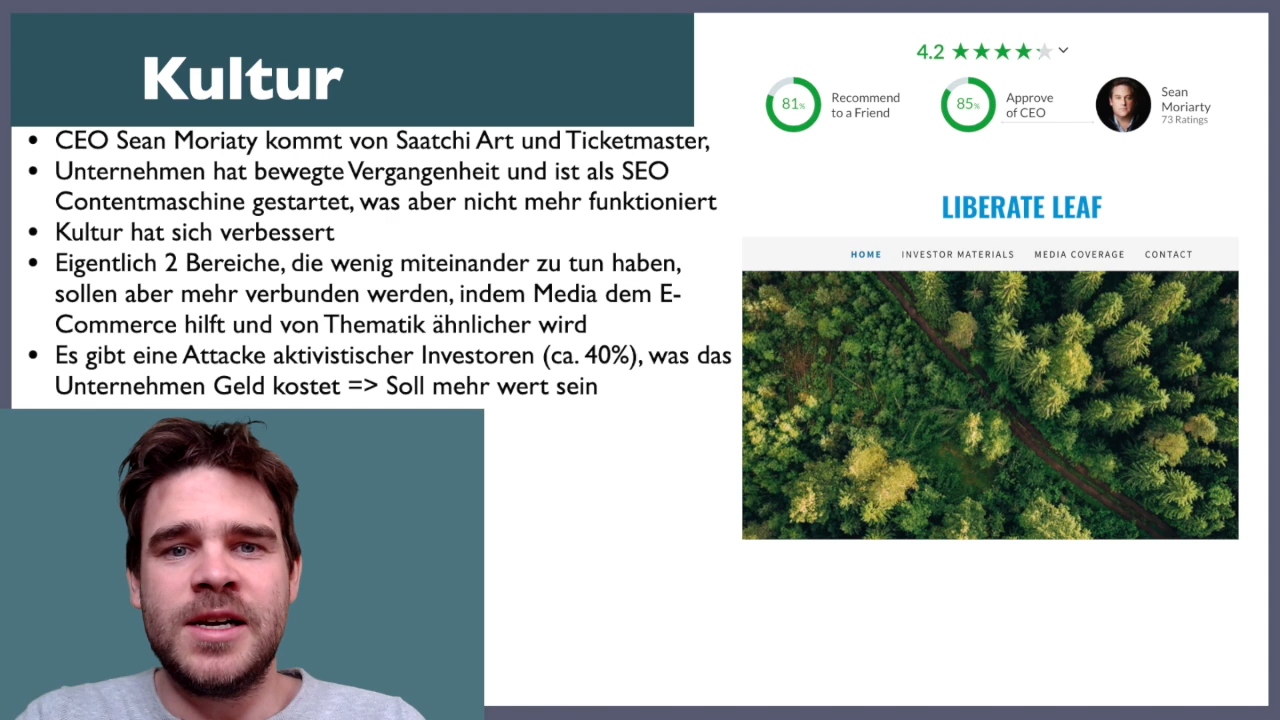 Kultur
• CEO Sean Moriaty kommt von Saatchi Art und Ticketmaster,
• Unternehmen hat bewegte Vergangenheit und ist als SEO
Contentmaschine gestartet, was aber nicht mehr funktioniert
• Kultur hat sich verbessert
• Eigentlich 2 Bereiche, die wenig miteinander zu tun haben,
sollen aber mehr verbunden werden, indem Media dem E-
Commerce hilft und von Thematik ähnlicher wird
• Es gibt eine Attacke aktivistischer Investoren (ca. 40%), was das
Unternehmen Geld kostet => Soll mehr wert sein
4.2
81%
Recommend
to a Friend
85%
Approve
of CEO
Sean
Moriarty
73 Ratings
LIBERATE LEAF
HOME INVESTOR MATERIALS MEDIA COVERAGE CONTACT